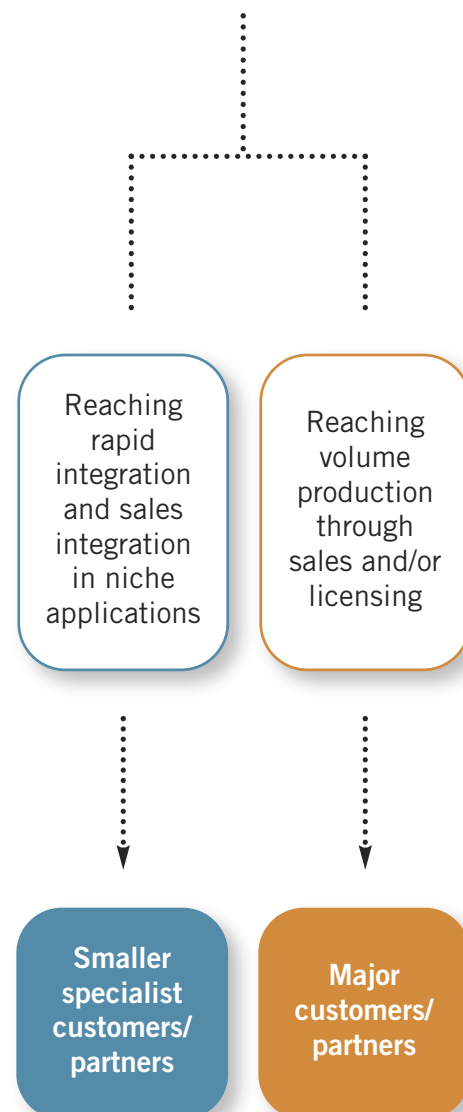 Reaching
rapid
integration
and sales
integration
in niche
applications
Reaching
volume
production
through
sales and/or
licensing
Smaller
specialist
customers/
partners
Major
customers/
partners